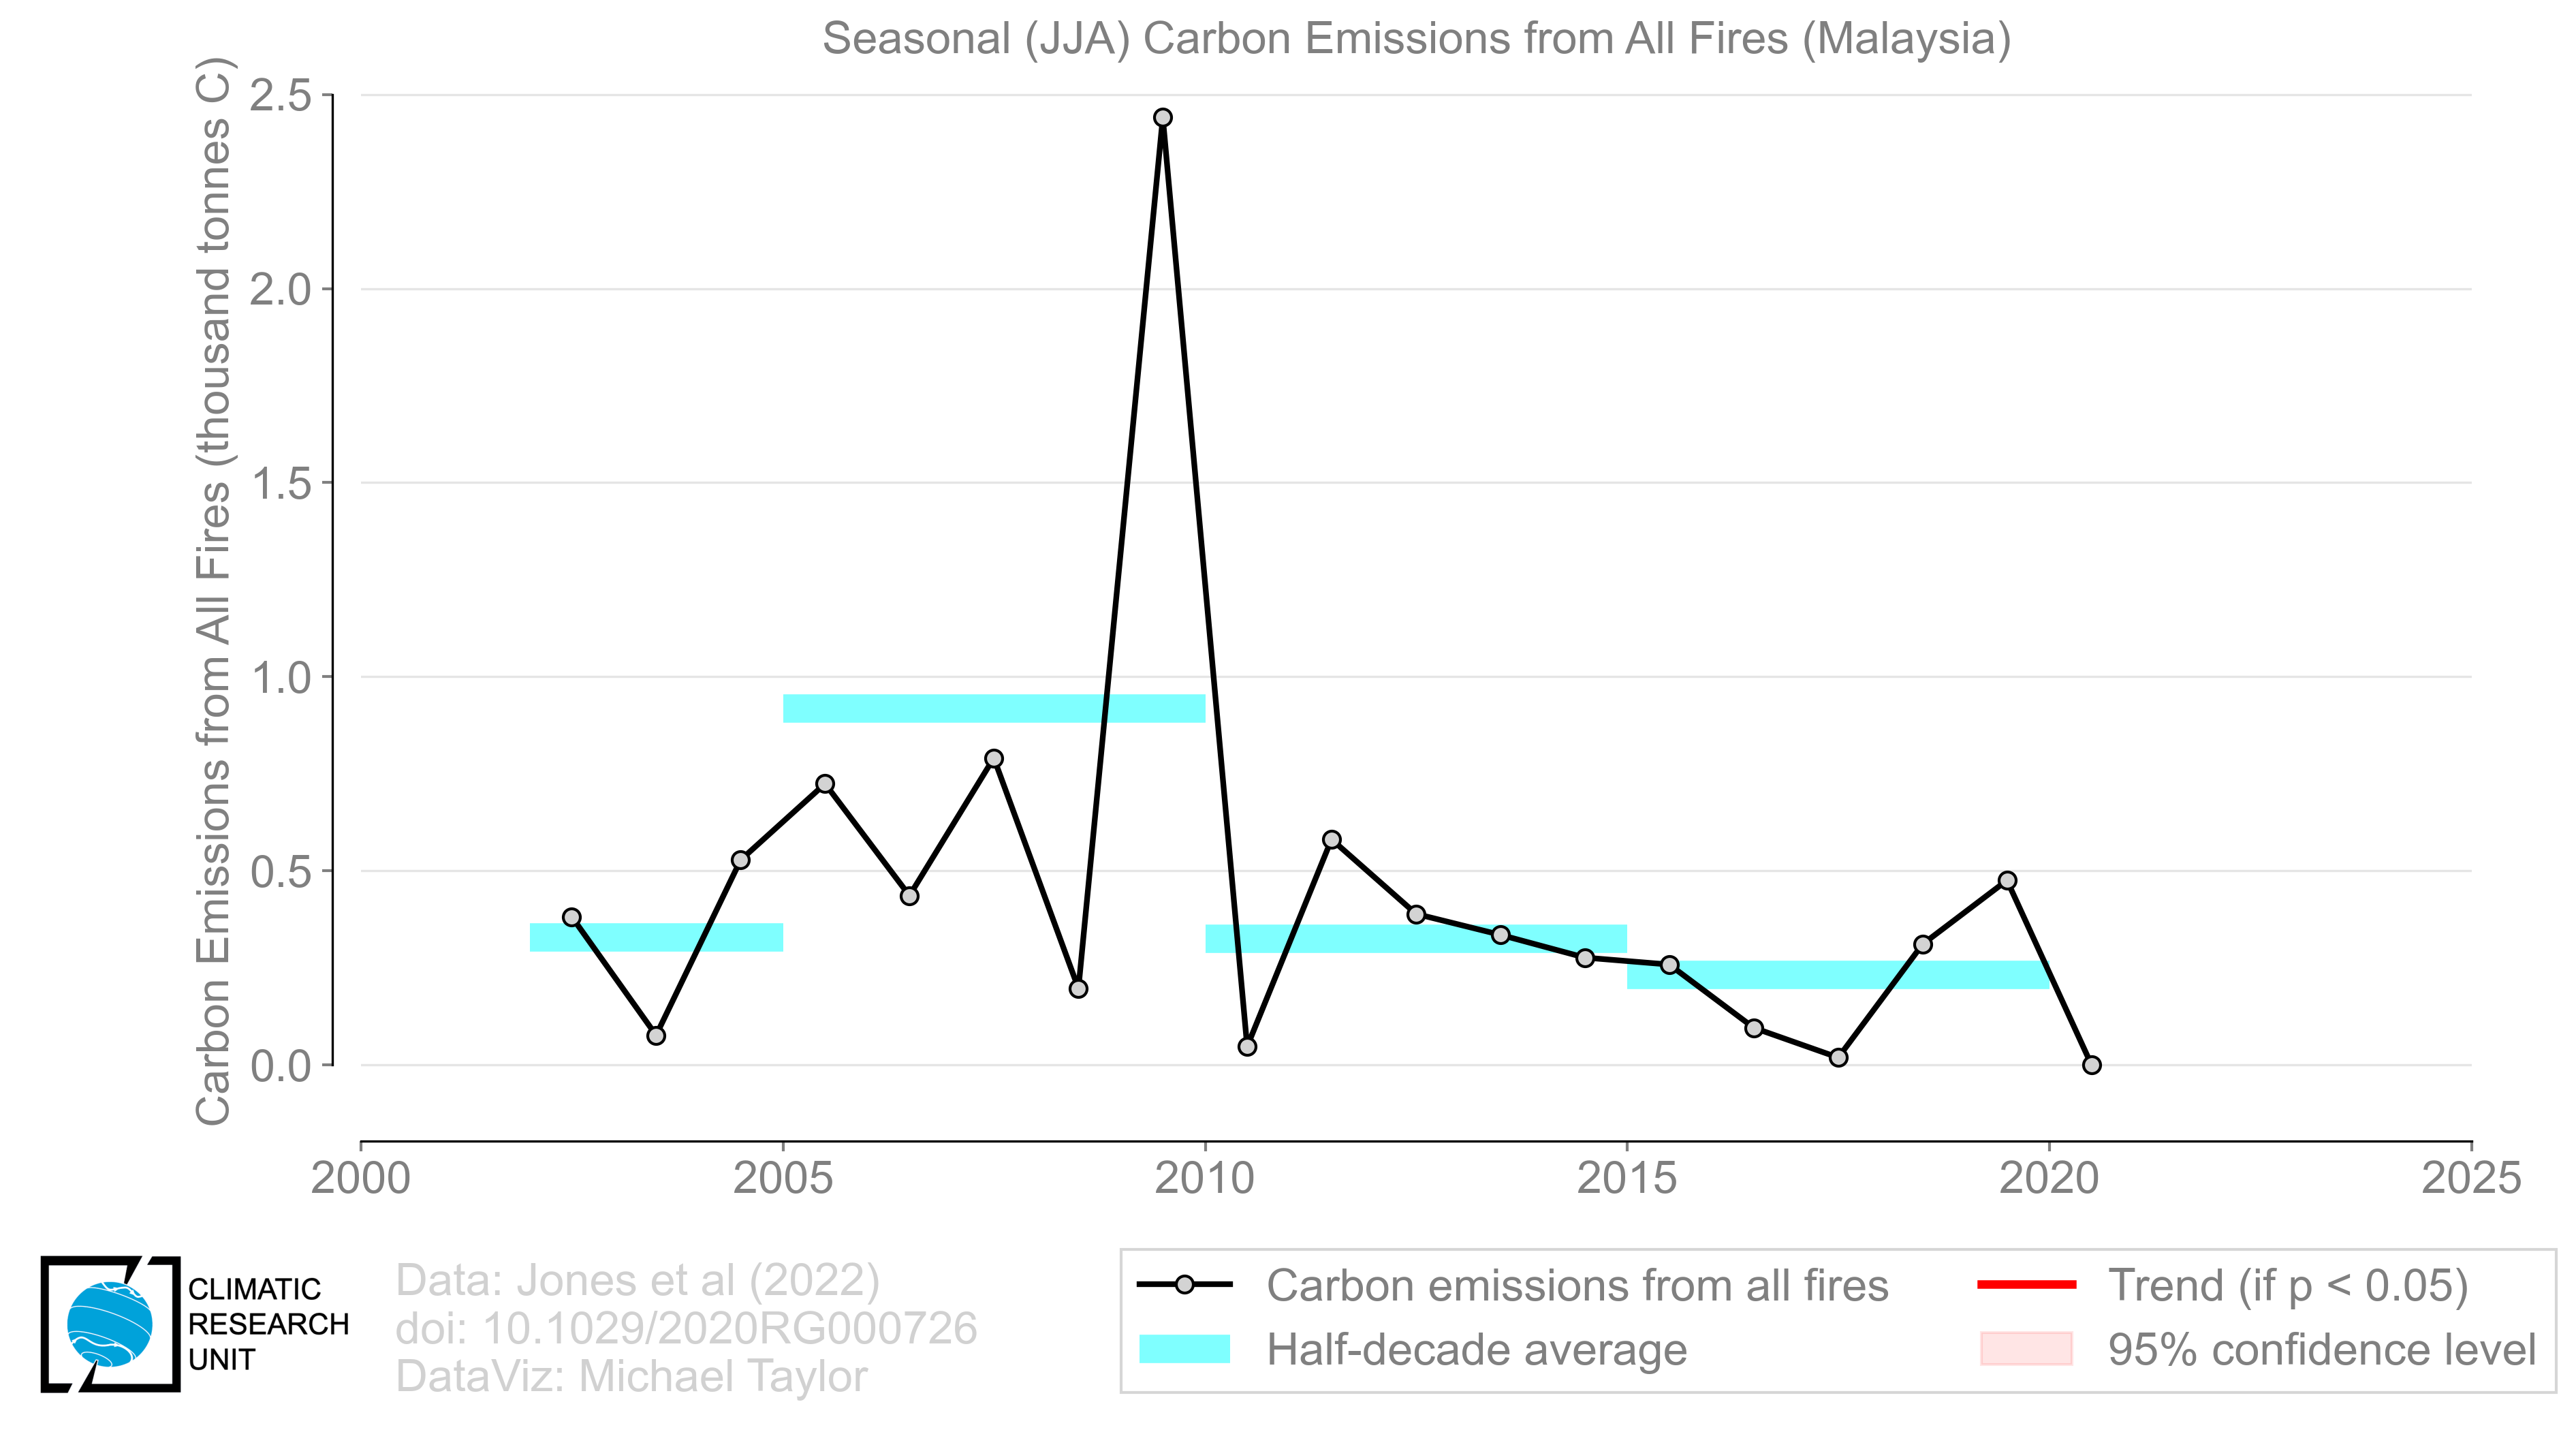 Seasonal (JJA) Carbon Emissions from All Fires (Malaysia)
Carbon Emissions from All Fires (thousand tonnes C)
2.5
2.0
1.5
1.0
0.5
0.0
2000 2005 2010 2015 2020 2025
CLIMATIC
RESEARCH
UNIT
Data: Jones et al (2022)
doi: 10.1029/2020RG000726
DataViz: Michael Taylor
Carbon emissions from all fires
Half-decade average
Trend (if p < 0.05)
95% confidence level